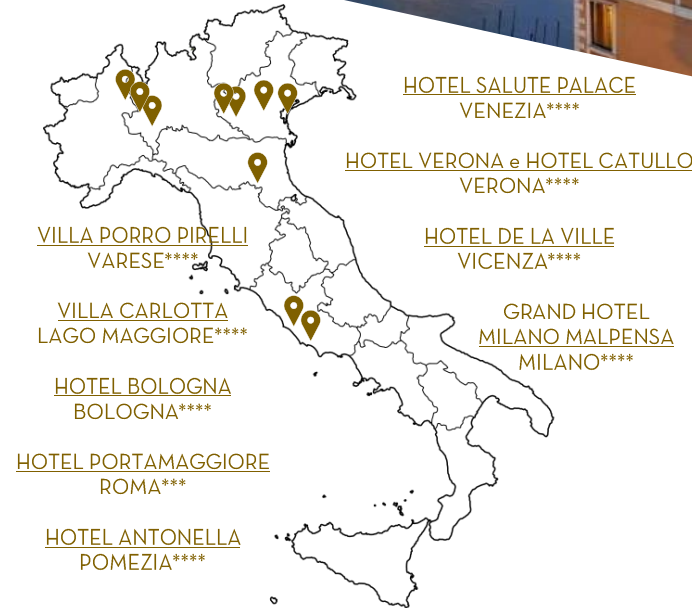 HOTEL SALUTE PALACE
VENEZIA****
HOTEL VERONA e HOTEL CATULLO
VERONA****
HOTEL DE LA VILLE
VICENZA****
GRAND HOTEL
MILANO MALPENSA
MILANO****
VILLA PORRO PIRELLI
VARESE****
VILLA CARLOTTA
LAGO MAGGIORE****
HOTEL BOLOGNA
BOLOGNA****
HOTEL PORTAMAGGIORE
ROMA***
HOTEL ANTONELLA
POMEZIA****